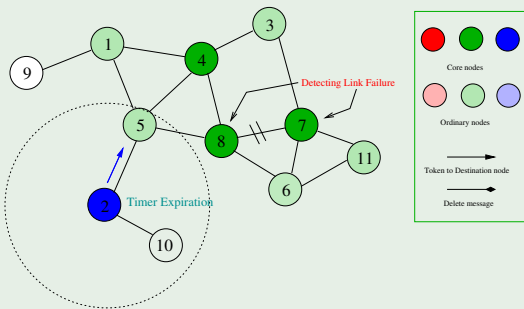 3
1
4
9
Detecting Link Failure
5
8
7
11
2
Timer Expiration
6
10
Core nodes
Ordinary nodes
Token to Destination node
Delete message